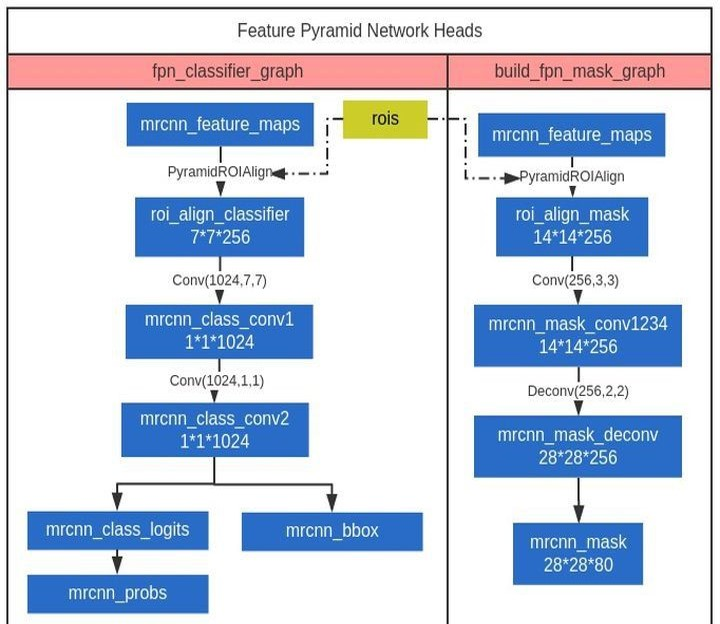 Feature Pyramid Network Heads
fpn_classifier_graph
build_fpn_mask_graph
mrcnn_feature_maps
rois
mrcnn_feature_maps
PyramidROIAlign
PyramidROIAlign
roi_align_classifier
7*7*256
roi_align_mask
14*14*256
Conv(1024,7,7)
Conv(256,3,3)
mrcnn_class_conv1
1*1*1024
mrcnn_mask_conv1234
14*14*256
Conv(1024,1,1)
Deconv(256,2,2)
mrcnn_class_conv2
1*1*1024
mrcnn_mask_deconv
28*28*256
mrcnn_class_logits
mrcnn_bbox
mrcnn_mask
28*28*80
mrcnn_probs